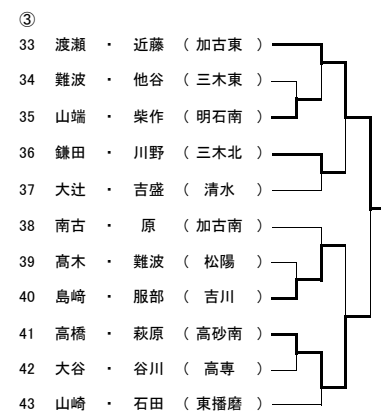 ③
33 渡瀬 ・ 近藤 （ 加古東 ）
34 難波 ・ 他谷 （ 三木東 ）
35 山端 ・ 柴作 （ 明石南 ）
36 鎌田 ・ 川野 （ 三木北 ）
37 大辻 ・ 吉盛 （ 清水 ）
38 南古 ・ 原 （ 加古南 ）
39 髙木 ・ 難波 （ 松陽 ）
40 島﨑 ・ 服部 （ 吉川 ）
41 高橋 ・ 萩原 （ 高砂南 ）
42 大谷 ・ 谷川 （ 高専 ）
43 山崎 ・ 石田 （ 東播磨 ）